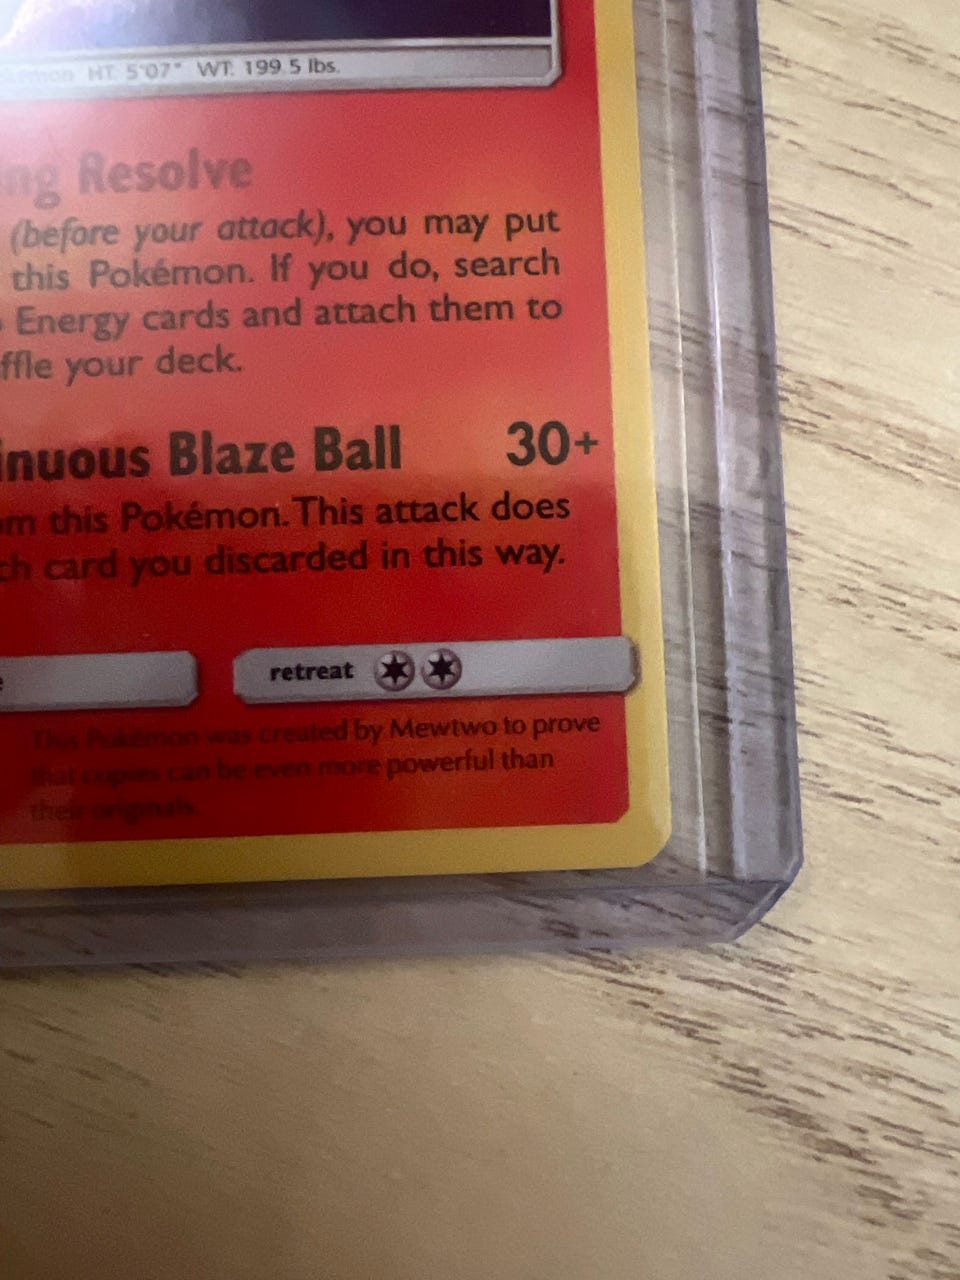 HT: 5'07" WT: 199.5 lbs.
ng Resolve
(before your attack), you may put
this Pokémon. If you do, search
Energy cards and attach them to
ffle your deck.
inuous Blaze Ball 30+
om this Pokémon. This attack does
ch card you discarded in this way.
e retreat
This Pokémon was created by Mewtwo to prove
that copies can be even more powerful than
their originals.